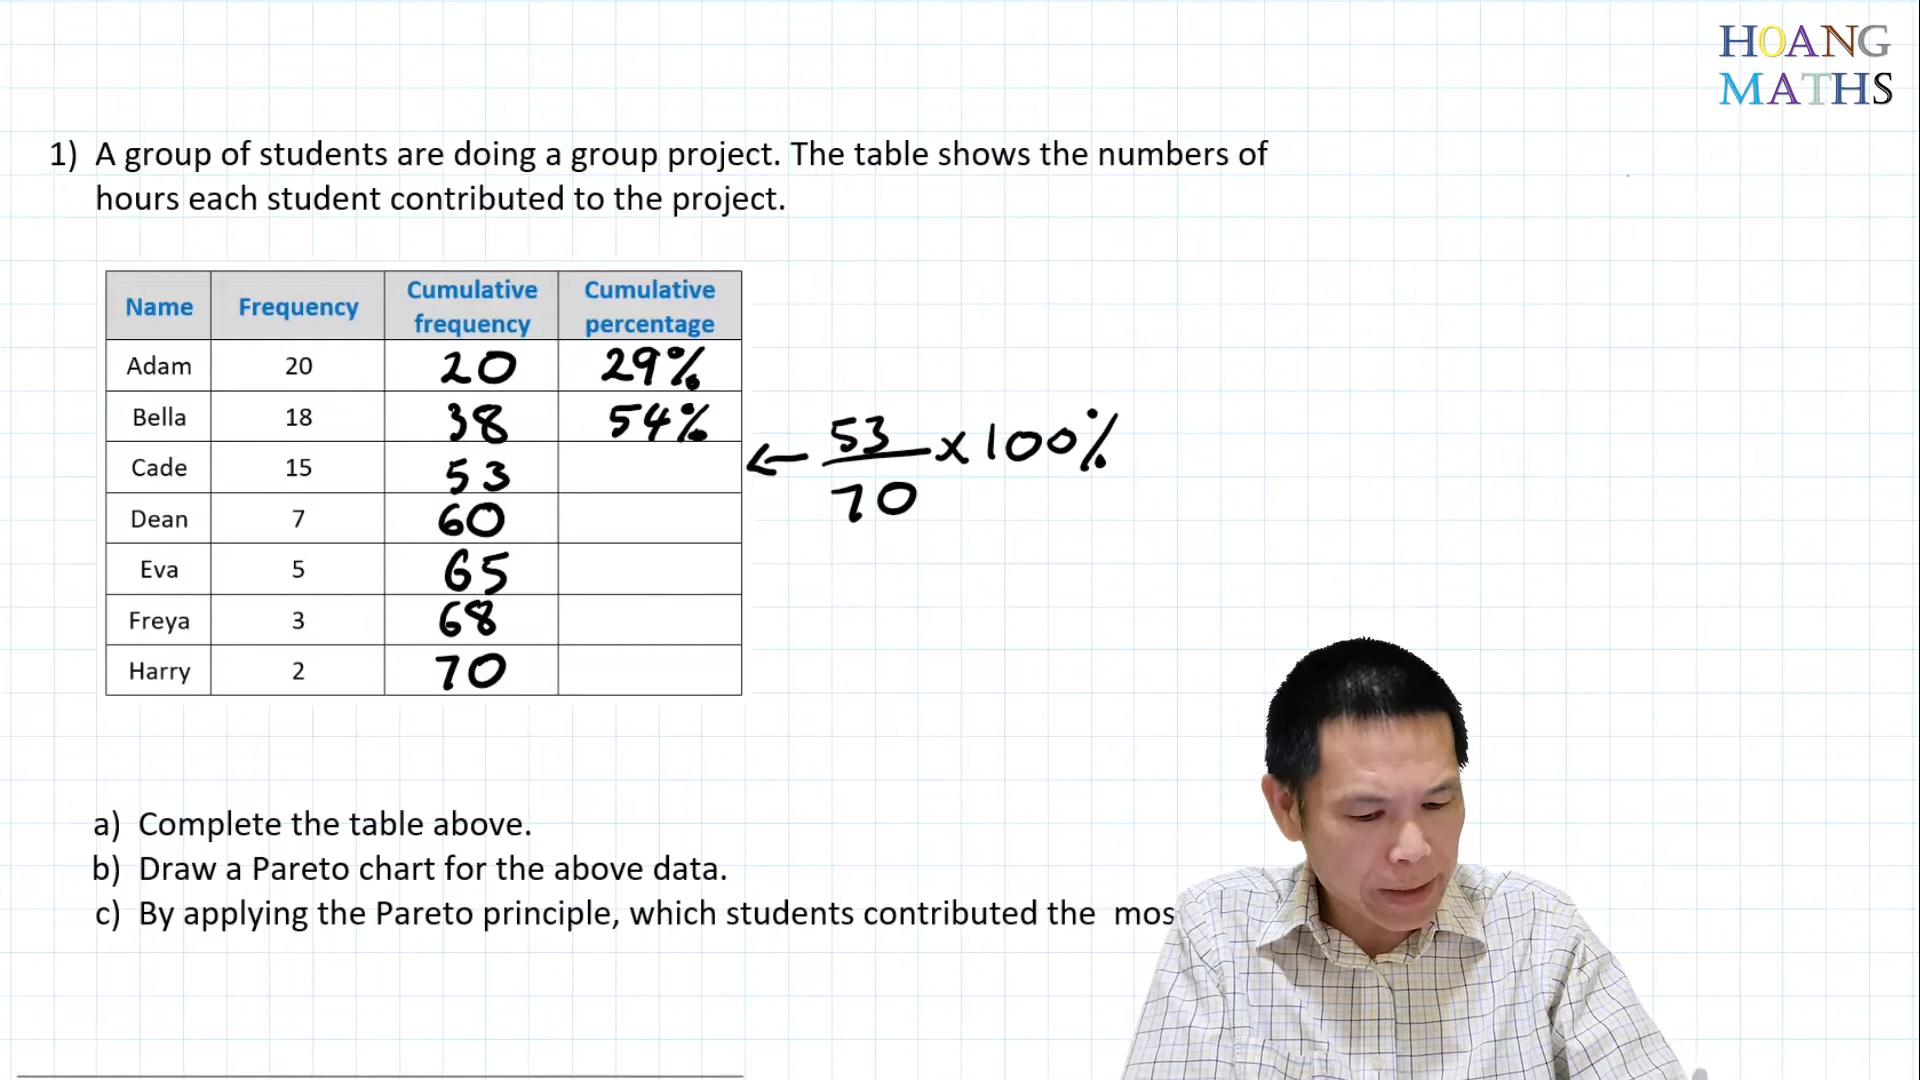 HOANG
MATHS
1) A group of students are doing a group project. The table shows the numbers of
hours each student contributed to the project.
Name Frequency Cumulative frequency Cumulative percentage
Adam 20 20 29%
Bella 18 38 54%
Cade 15 53 ← 53/70 x 100%
Dean 7 60
Eva 5 65
Freya 3 68
Harry 2 70
a) Complete the table above.
b) Draw a Pareto chart for the above data.
c) By applying the Pareto principle, which students contributed the